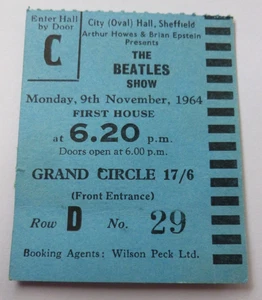 Enter Hall
by Door
C
City (Oval) Hall, Sheffield
Arthur Howes & Brian Epstein
Presents
THE
BEATLES
SHOW
Monday, 9th November, 1964
FIRST HOUSE
at 6.20 p.m.
Doors open at 6.00 p.m.
GRAND CIRCLE 17/6
(Front Entrance)
Row D No. 29
Booking Agents: Wilson Peck Ltd.